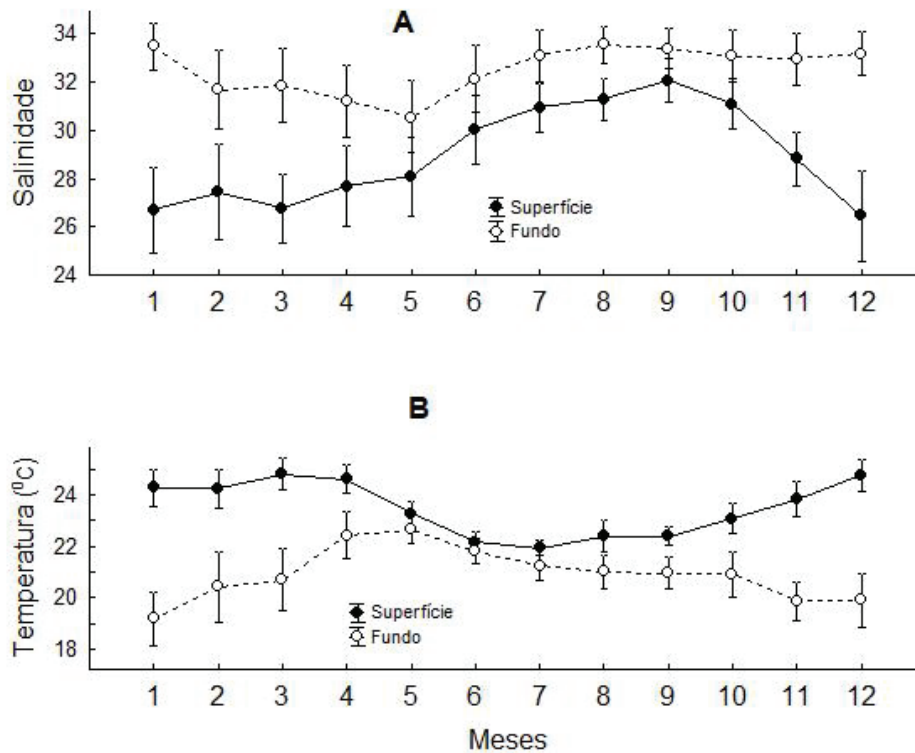 A
Salinidade
34
32
30
28
26
24
Superfície
Fundo
1 2 3 4 5 6 7 8 9 10 11 12
B
Temperatura (⁰C)
24
22
20
18
Superfície
Fundo
1 2 3 4 5 6 7 8 9 10 11 12
Meses